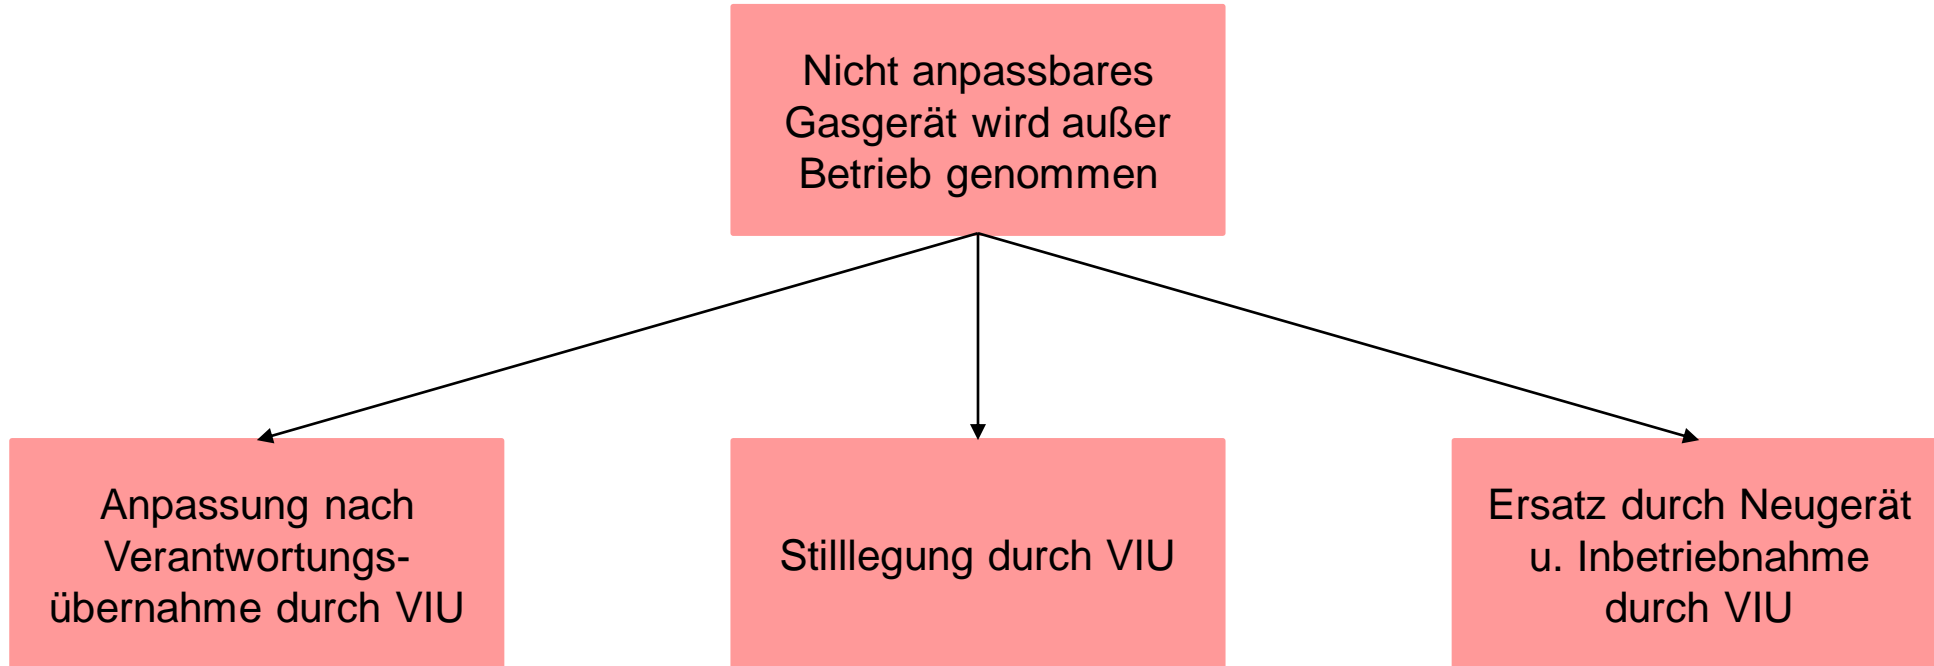 Nicht anpassbares
Gasgerät wird außer
Betrieb genommen
Anpassung nach
Verantwortungs-
übernahme durch VIU
Stilllegung durch VIU
Ersatz durch Neugerät
u. Inbetriebnahme
durch VIU